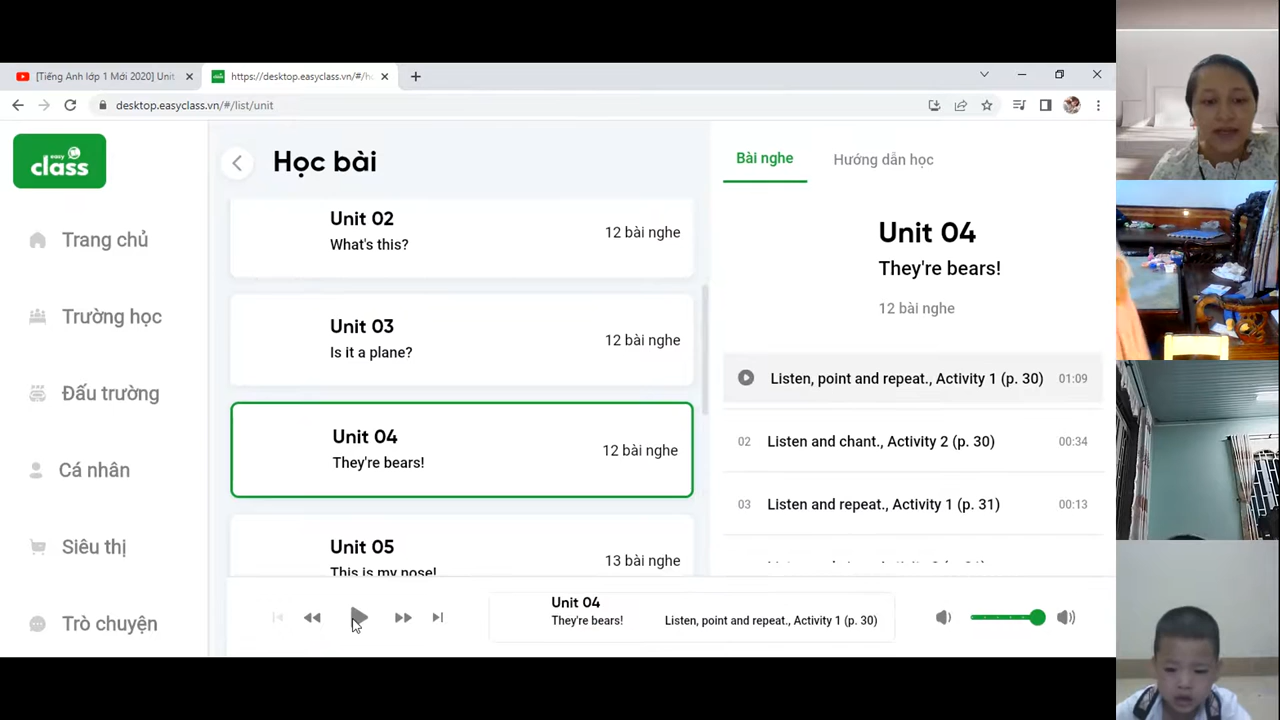 [Tiếng Anh lớp 1 Mới 2020] Unit
https://desktop.easyclass.vn/#/h
desktop.easyclass.vn/#/list/unit
easy
class
Trang chủ
Trường học
Đấu trường
Cá nhân
Siêu thị
Trò chuyện
Học bài
Unit 02
What's this?
12 bài nghe
Unit 03
Is it a plane?
12 bài nghe
Unit 04
They're bears!
12 bài nghe
Unit 05
This is my nose!
13 bài nghe
Bài nghe
Hướng dẫn học
Unit 04
They're bears!
12 bài nghe
Listen, point and repeat., Activity 1 (p. 30) 01:09
02 Listen and chant., Activity 2 (p. 30) 00:34
03 Listen and repeat., Activity 1 (p. 31) 00:13
Unit 04
They're bears!
Listen, point and repeat., Activity 1 (p. 30)